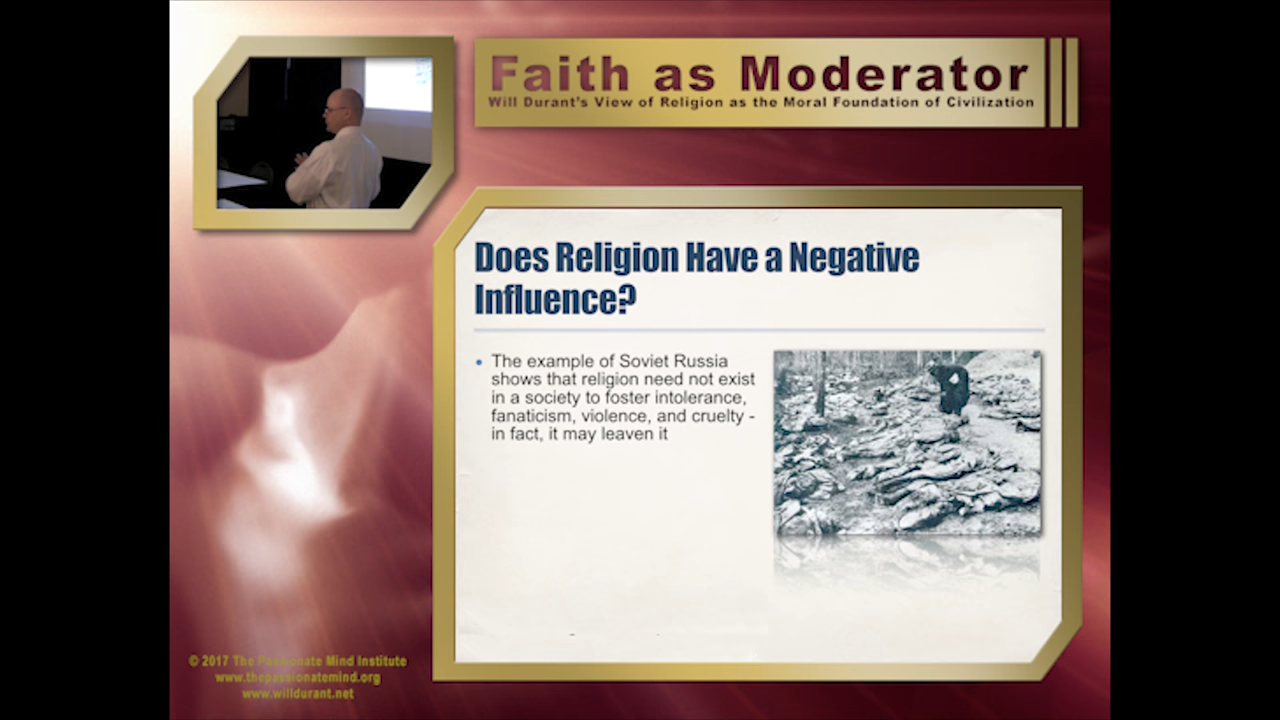 Faith as Moderator
Will Durant's View of Religion as the Moral Foundation of Civilization
Does Religion Have a Negative
Influence?
• The example of Soviet Russia
shows that religion need not exist
in a society to foster intolerance,
fanaticism, violence, and cruelty -
in fact, it may leaven it
© 2017 The Passionate Mind Institute
www.thepassionatemind.org
www.willdurant.net